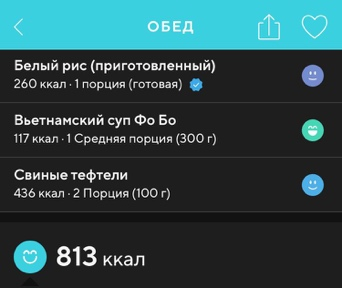 ОБЕД
Белый рис (приготовленный)
260 ккал · 1 порция (готовая)
Вьетнамский суп Фо Бо
117 ккал · 1 Средняя порция (300 г)
Свиные тефтели
436 ккал · 2 Порция (100 г)
813 ккал